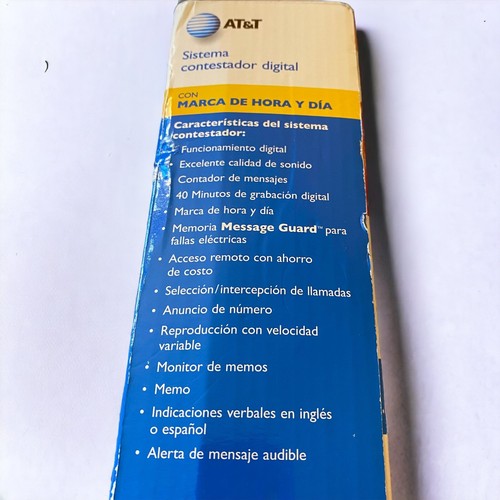 AT&T
Sistema
contestador digital
CON
MARCA DE HORA Y DÍA
Características del sistema
contestador:
• Funcionamiento digital
• Excelente calidad de sonido
Contador de mensajes
40 Minutos de grabación digital
• Marca de hora y día
• Memoria Message Guard™ para
fallas eléctricas
• Acceso remoto con ahorro
de costo
• Selección/intercepción de llamadas
• Anuncio de número
• Reproducción con velocidad
variable
• Monitor de memos
• Memo
• Indicaciones verbales en inglés
o español
• Alerta de mensaje audible